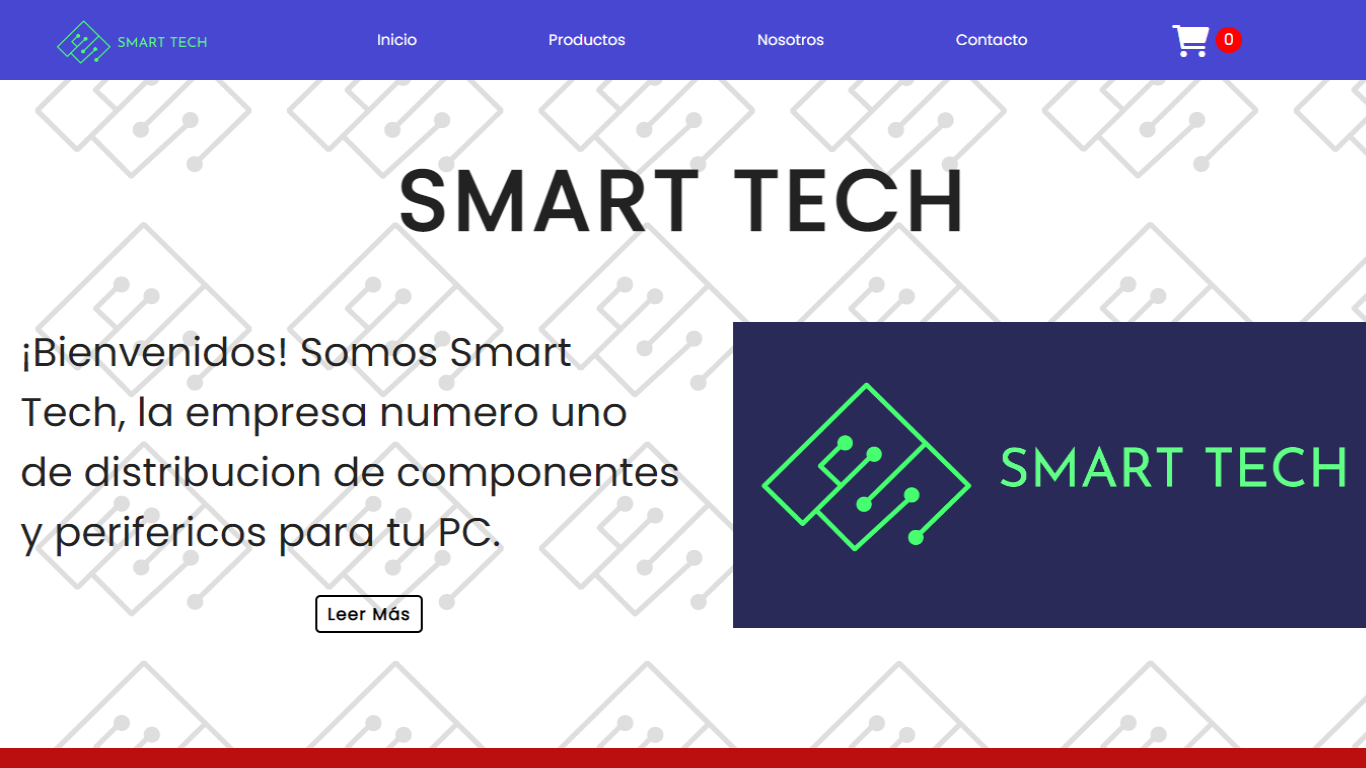 SMART TECH
Inicio
Productos
Nosotros
Contacto
0
SMART TECH
¡Bienvenidos! Somos Smart
Tech, la empresa numero uno
de distribucion de componentes
y perifericos para tu PC.
Leer Más
SMART TECH